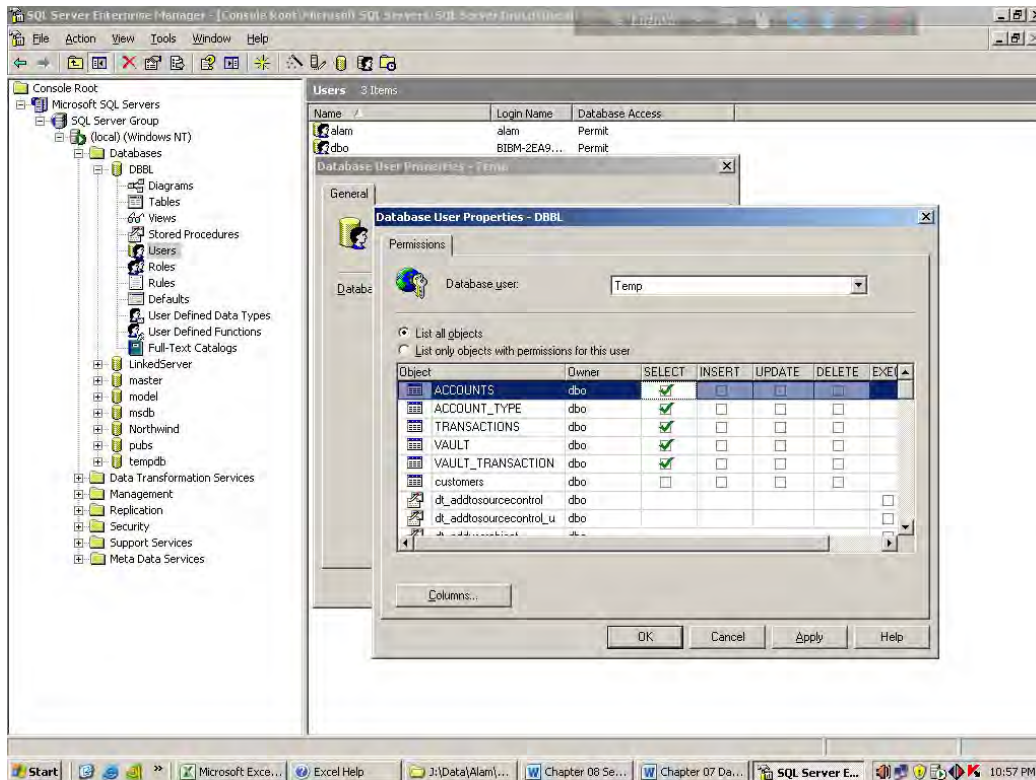 SQL Server Enterprise Manager - [Console Root\Microsoft SQL Servers\SQL Server Group\(local)
File Action View Tools Window Help
Console Root
Microsoft SQL Servers
SQL Server Group
(local) (Windows NT)
Databases
DBBL
Diagrams
Tables
Views
Stored Procedures
Users
Roles
Rules
Defaults
User Defined Data Types
User Defined Functions
Full-Text Catalogs
LinkedServer
master
model
msdb
Northwind
pubs
tempdb
Data Transformation Services
Management
Replication
Security
Support Services
Meta Data Services
Users 3 Items
Name Login Name Database Access
alam alam Permit
dbo BIBM-2EA9... Permit
Database User Properties - Temp
General
Databa
Database User Properties - DBBL
Permissions
Database user: Temp
List all objects
List only objects with permissions for this user
Object Owner SELECT INSERT UPDATE DELETE EXE
ACCOUNTS dbo
ACCOUNT_TYPE dbo
TRANSACTIONS dbo
VAULT dbo
VAULT_TRANSACTION dbo
customers dbo
dt_addtosourcecontrol dbo
dt_addtosourcecontrol_u dbo
Columns...
OK Cancel Apply Help
Start » Microsoft Exce... Excel Help J:\Data\Alam\... Chapter 08 Se... Chapter 07 Da... SQL Server E... 10:57 PM